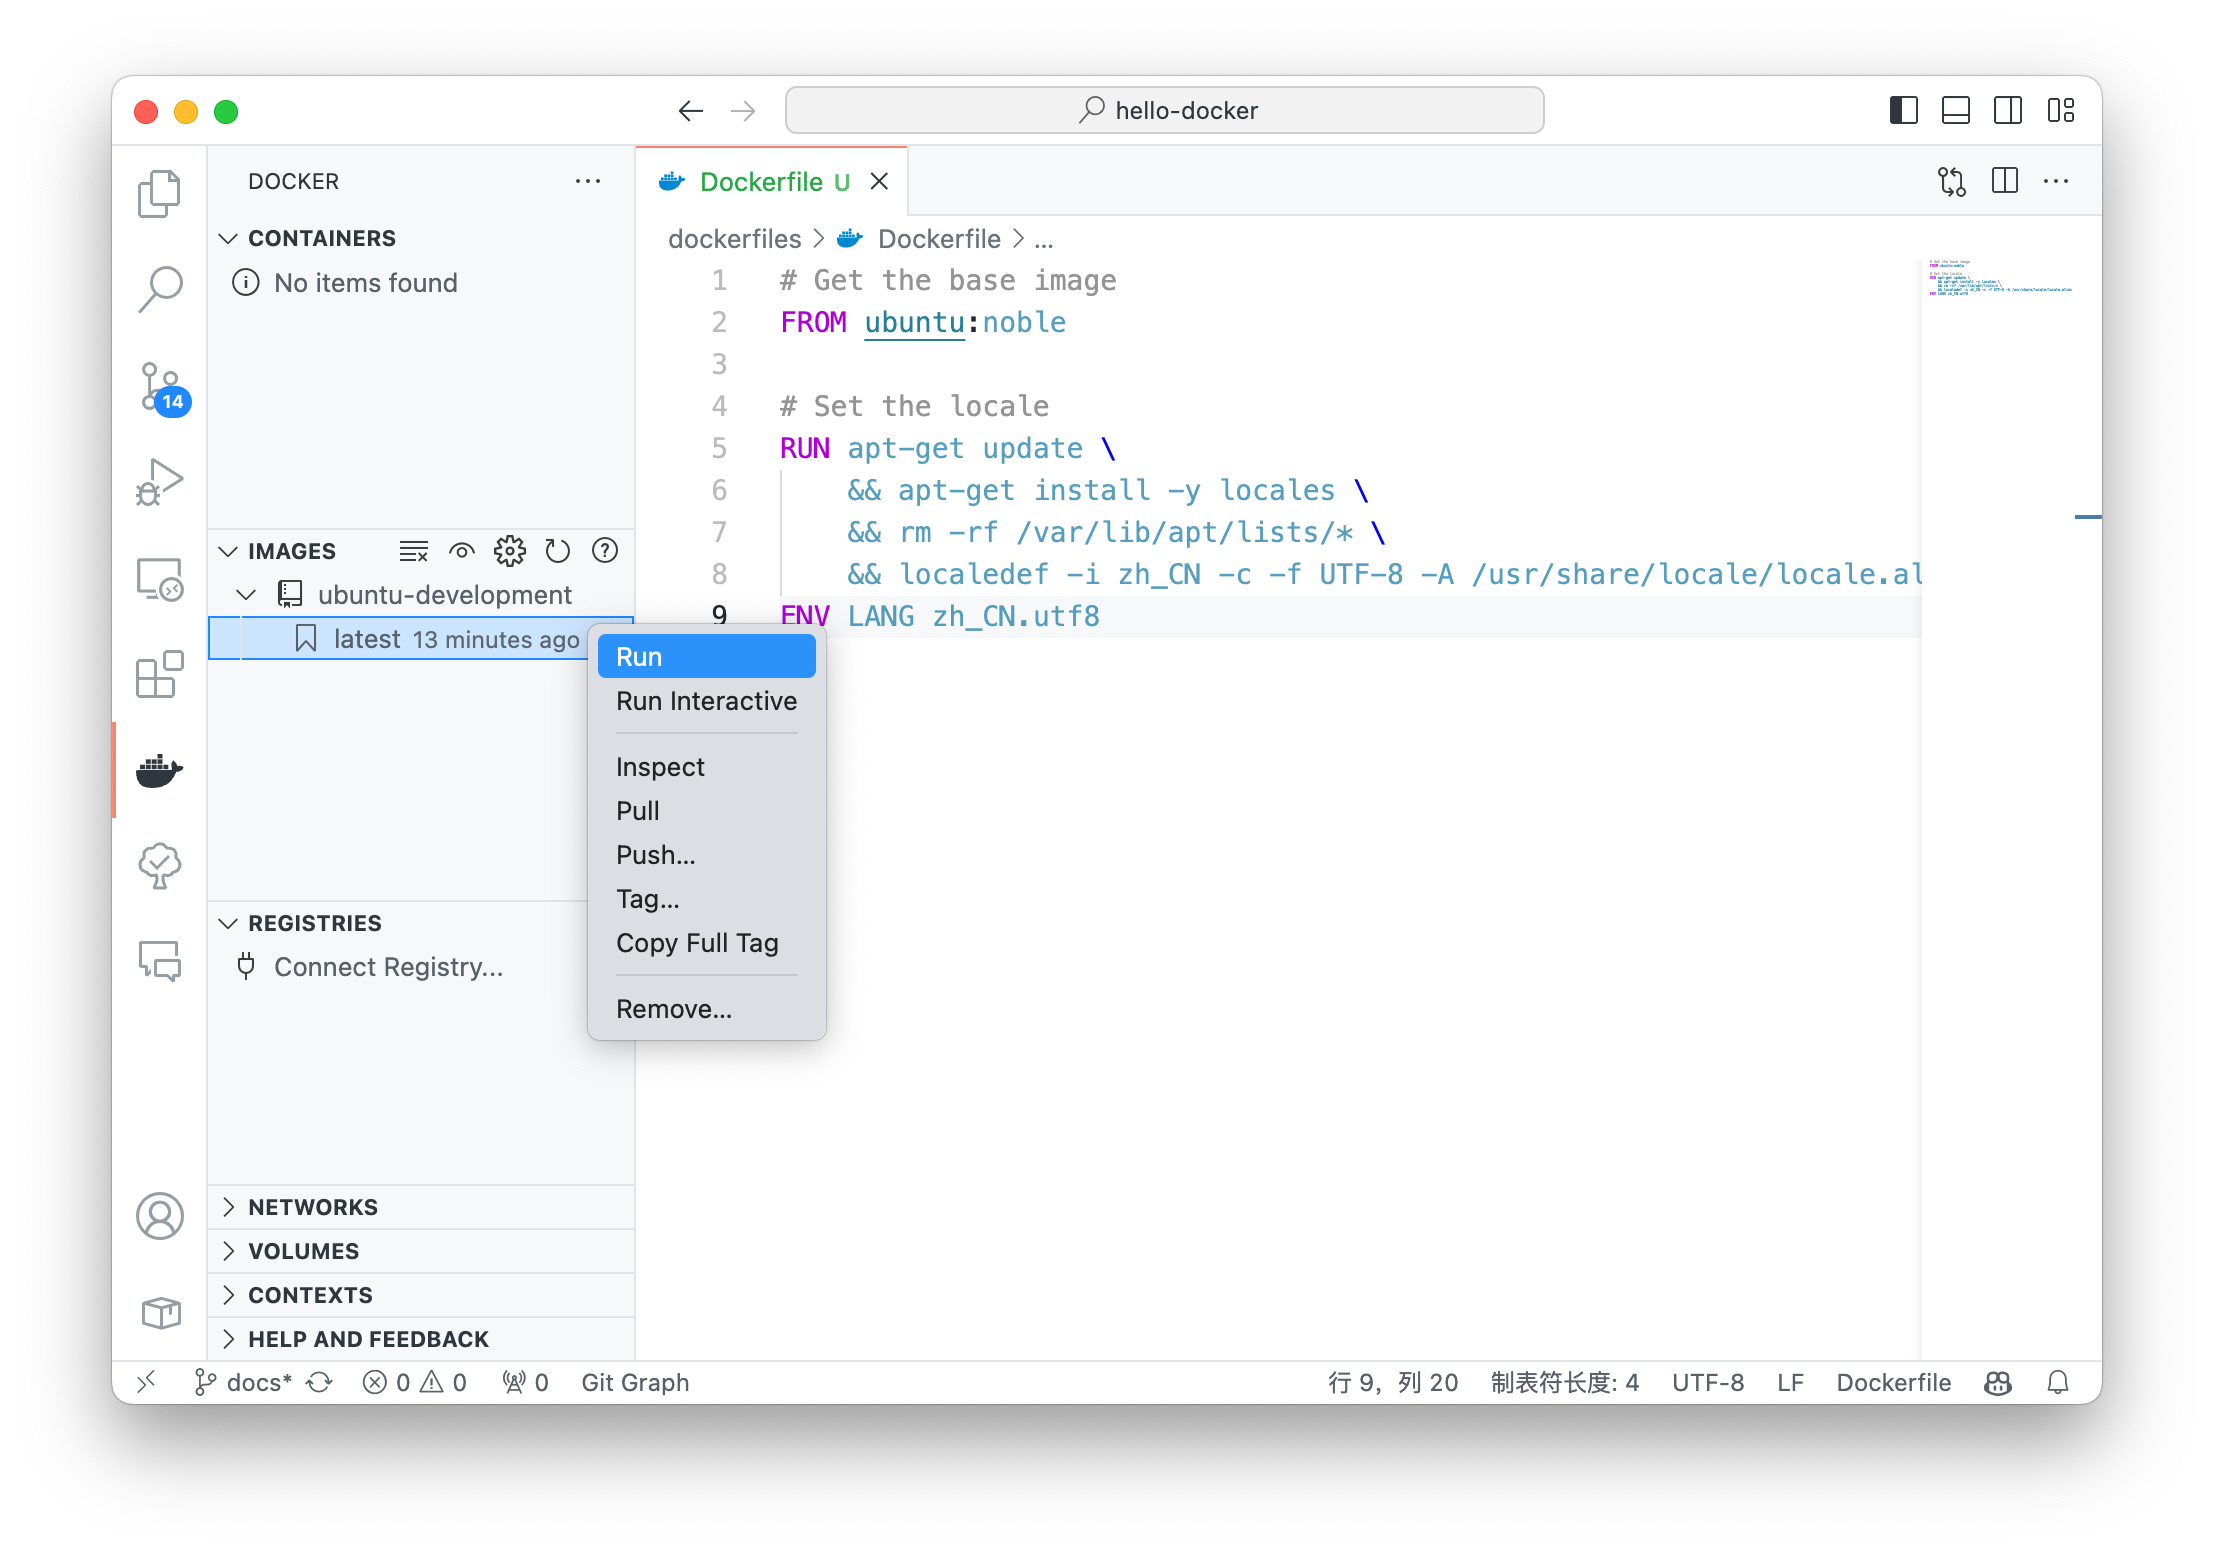 hello-docker
DOCKER
CONTAINERS
No items found
14
IMAGES
ubuntu-development
latest 13 minutes ago
REGISTRIES
Connect Registry...
NETWORKS
VOLUMES
CONTEXTS
HELP AND FEEDBACK
Dockerfile U
dockerfiles > Dockerfile > ...
1 # Get the base image
2 FROM ubuntu:noble
3
4 # Set the locale
5 RUN apt-get update \
6 && apt-get install -y locales \
7 && rm -rf /var/lib/apt/lists/* \
8 && localedef -i zh_CN -c -f UTF-8 -A /usr/share/locale/locale.al
9 ENV LANG zh_CN.utf8
Run
Run Interactive
Inspect
Pull
Push...
Tag...
Copy Full Tag
Remove...
docs* 0 0 0 Git Graph 行 9，列 20 制表符长度: 4 UTF-8 LF Dockerfile